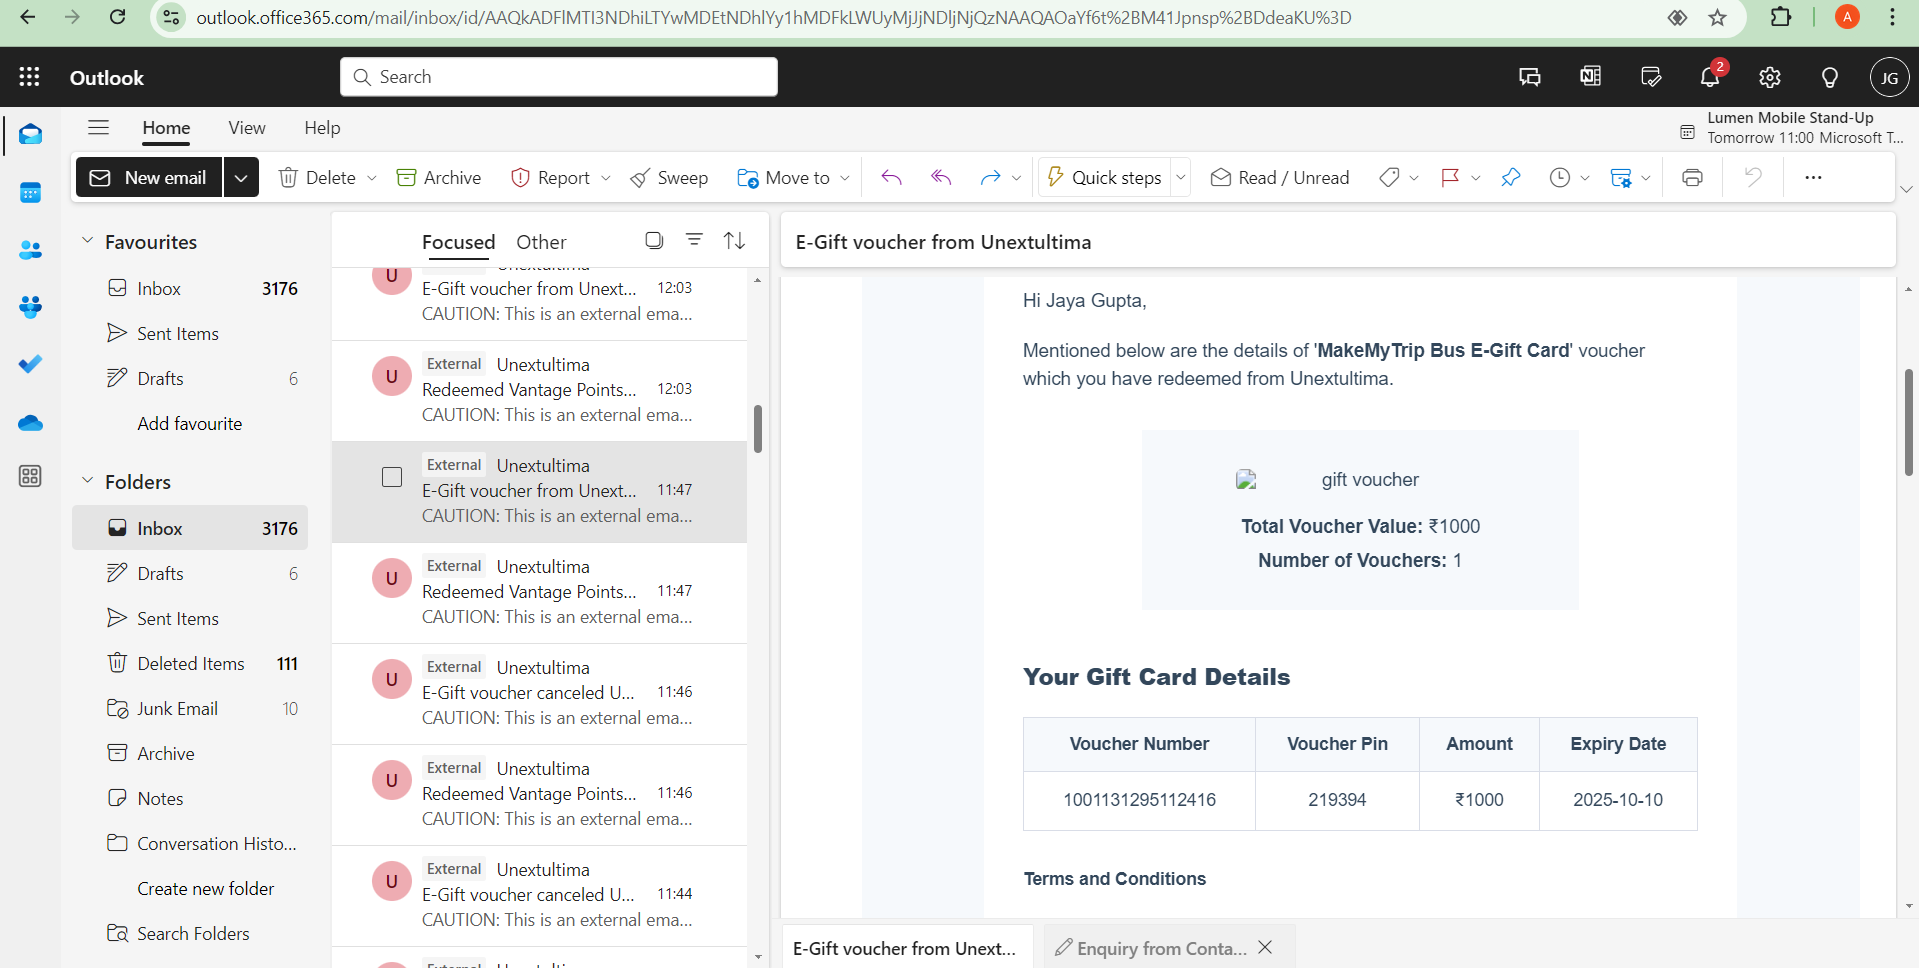 outlook.office365.com/mail/inbox/id/AAQkADFlMTI3NDhiLTYwMDEtNDhlYy1hMDFkLWUyMjJjNDljNjQzNAAQAOaYf6t%2BM41Jpnsp%2BDdeaKU%3D
A
Outlook
Search
2
JG
Home
View
Help
Lumen Mobile Stand-Up
Tomorrow 11:00 Microsoft T...
New email
Delete
Archive
Report
Sweep
Move to
Quick steps
Read / Unread
Favourites
Inbox 3176
Sent Items
Drafts 6
Add favourite
Folders
Inbox 3176
Drafts 6
Sent Items
Deleted Items 111
Junk Email 10
Archive
Notes
Conversation Histo...
Create new folder
Search Folders
Focused Other
U
Unextultima
E-Gift voucher from Unext... 12:03
CAUTION: This is an external ema...
U
External Unextultima
Redeemed Vantage Points... 12:03
CAUTION: This is an external ema...
External Unextultima
E-Gift voucher from Unext... 11:47
CAUTION: This is an external ema...
U
External Unextultima
Redeemed Vantage Points... 11:47
CAUTION: This is an external ema...
U
External Unextultima
E-Gift voucher canceled U... 11:46
CAUTION: This is an external ema...
U
External Unextultima
Redeemed Vantage Points... 11:46
CAUTION: This is an external ema...
U
External Unextultima
E-Gift voucher canceled U... 11:44
CAUTION: This is an external ema...
E-Gift voucher from Unextultima
Hi Jaya Gupta,
Mentioned below are the details of 'MakeMyTrip Bus E-Gift Card' voucher
which you have redeemed from Unextultima.
gift voucher
Total Voucher Value: ₹1000
Number of Vouchers: 1
Your Gift Card Details
Voucher Number Voucher Pin Amount Expiry Date
1001131295112416 219394 ₹1000 2025-10-10
Terms and Conditions
E-Gift voucher from Unext...
Enquiry from Conta...